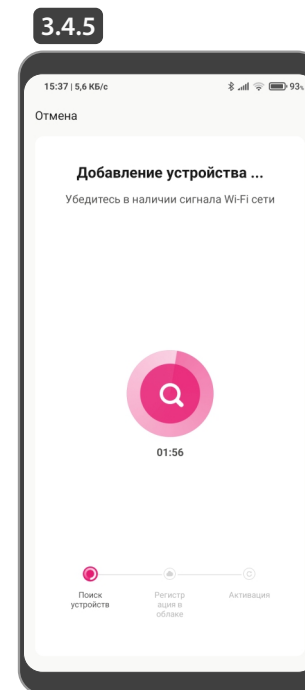 3.4.5
15:37 | 5,6 КБ/с 93%
Отмена
Добавление устройства ...
Убедитесь в наличии сигнала Wi-Fi сети
01:56
Поиск
устройств
Регистр
ация в
облаке
Активация